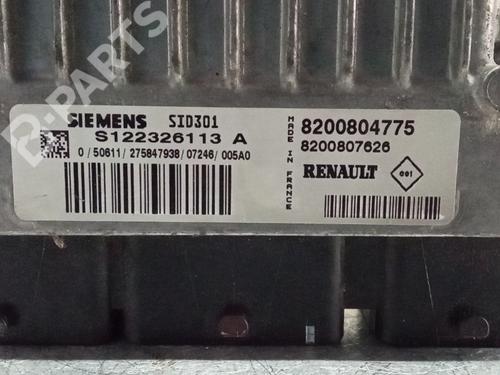 B-PARTS
SIEMENS SID301
S122326113 A
0/50611/275847938/07246/005A0
MADE IN FRANCE
8200804775
8200807626
RENAULT 001